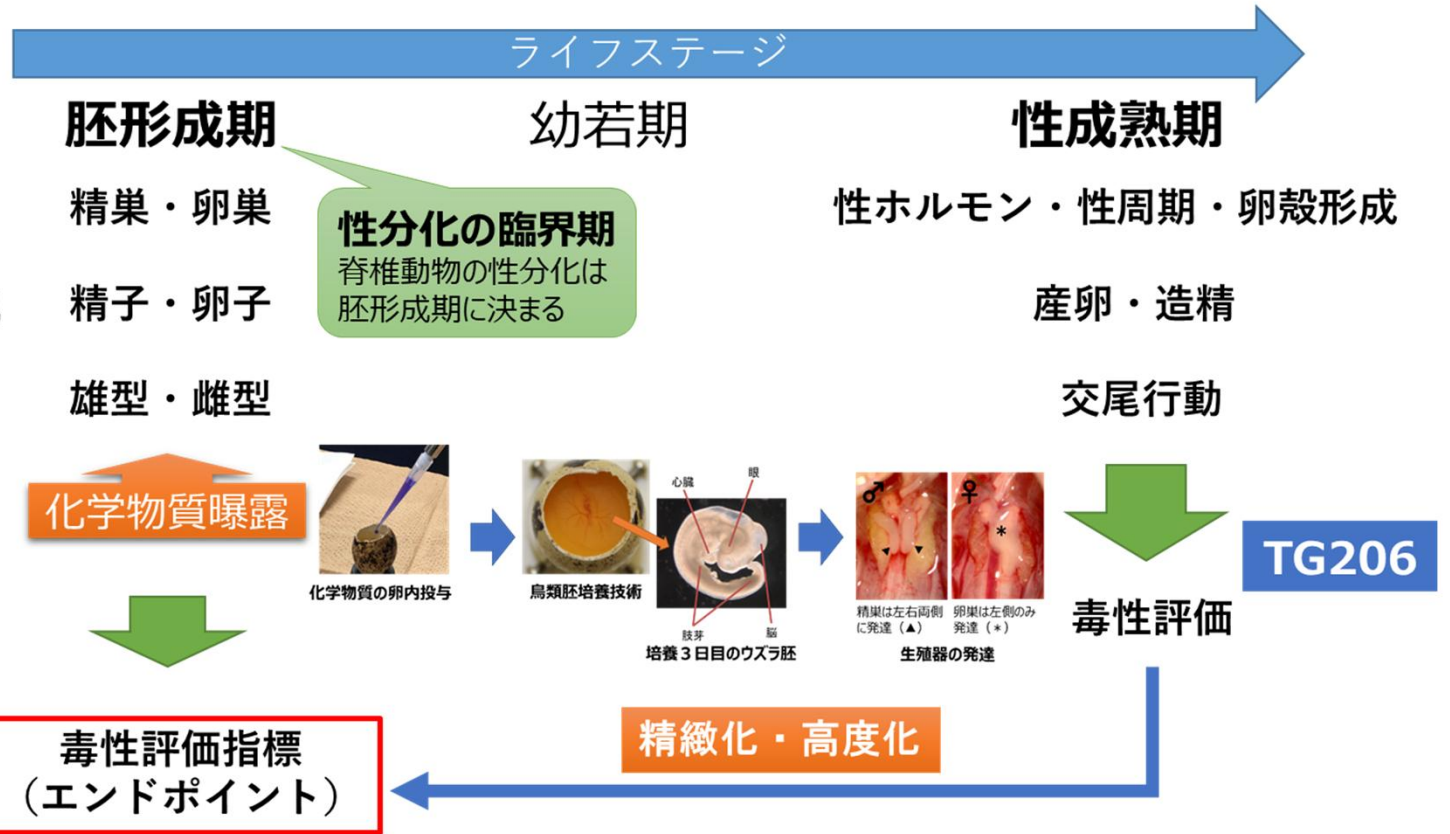 ライフステージ
胚形成期
幼若期
性成熟期
精巣・卵巣
精子・卵子
雄型・雌型
性分化の臨界期
脊椎動物の性分化は
胚形成期に決まる
性ホルモン・性周期・卵殻形成
産卵・造精
交尾行動
化学物質曝露
化学物質の卵内投与
鳥類胚培養技術
心臓
眼
肢芽
脳
培養3日目のウズラ胚
♂
♀
*
精巣は左右両側
に発達（▲）
卵巣は左側のみ
発達（*）
生殖器の発達
毒性評価
TG206
精緻化・高度化
毒性評価指標
（エンドポイント）